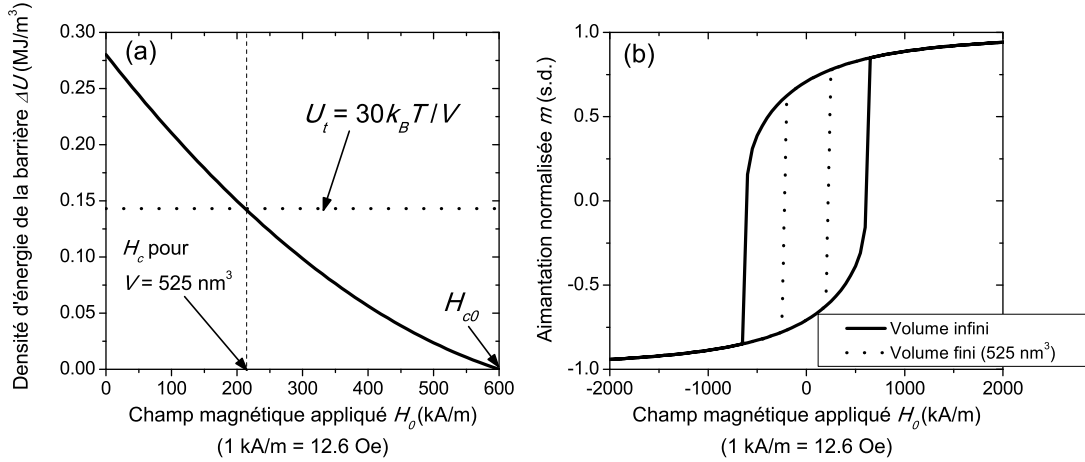 (a)
Densité d'énergie de la barrière ΔU (MJ/m³)
0.30
0.25
0.20
0.15
0.10
0.05
0.00
U_t = 30k_BT/V
H_c pour
V = 525 nm³
H_c0
0 100 200 300 400 500 600
Champ magnétique appliqué H_0 (kA/m)
(1 kA/m = 12.6 Oe)
(b)
Aimantation normalisée m (s.d.)
1.0
0.5
0.0
-0.5
-1.0
Volume infini
Volume fini (525 nm³)
-2000 -1000 0 1000 2000
Champ magnétique appliqué H_0 (kA/m)
(1 kA/m = 12.6 Oe)